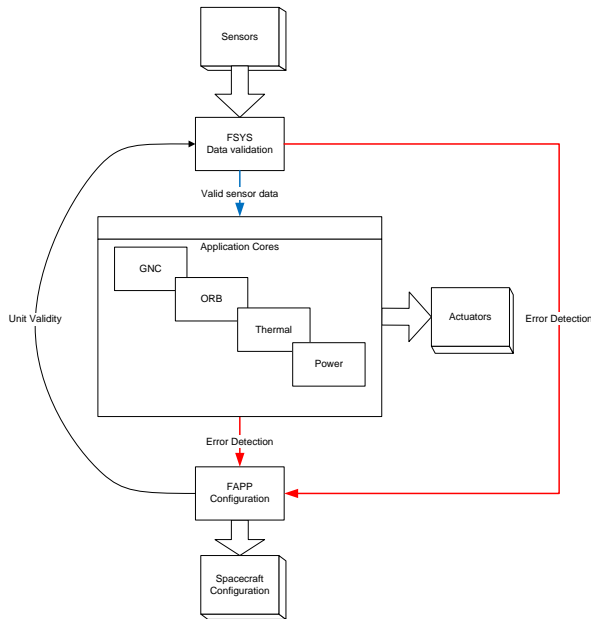 Sensors
FSYS
Data validation
Valid sensor data
Application Cores
GNC
ORB
Thermal
Power
Unit Validity
Actuators
Error Detection
Error Detection
FAPP
Configuration
Spacecraft
Configuration